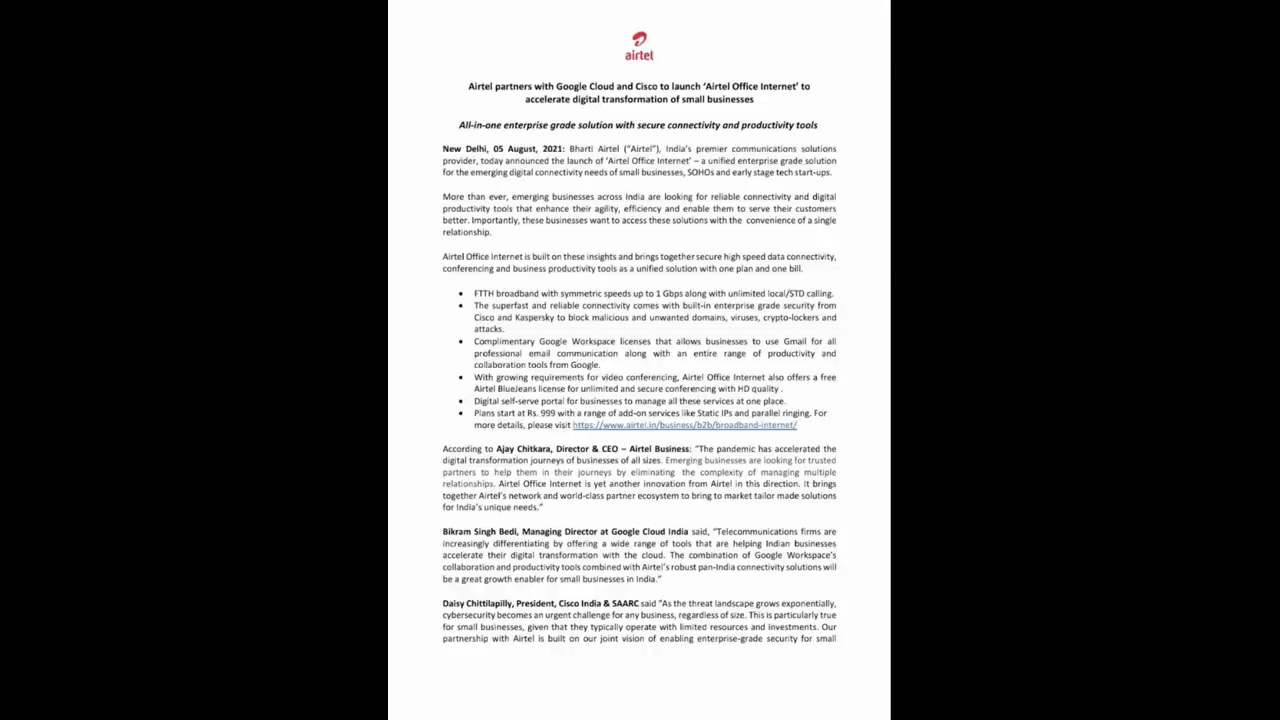 airtel
Airtel partners with Google Cloud and Cisco to launch ‘Airtel Office Internet’ to
accelerate digital transformation of small businesses
All-in-one enterprise grade solution with secure connectivity and productivity tools
New Delhi, 05 August, 2021: Bharti Airtel (“Airtel”), India’s premier communications solutions
provider, today announced the launch of ‘Airtel Office Internet’ – a unified enterprise grade solution
for the emerging digital connectivity needs of small businesses, SOHOs and early stage tech start-ups.
More than ever, emerging businesses across India are looking for reliable connectivity and digital
productivity tools that enhance their agility, efficiency and enable them to serve their customers
better. Importantly, these businesses want to access these solutions with the convenience of a single
relationship.
Airtel Office Internet is built on these insights and brings together secure high speed data connectivity,
conferencing and business productivity tools as a unified solution with one plan and one bill.
• FTTH broadband with symmetric speeds up to 1 Gbps along with unlimited local/STD calling.
• The superfast and reliable connectivity comes with built-in enterprise grade security from
Cisco and Kaspersky to block malicious and unwanted domains, viruses, crypto-lockers and
attacks.
• Complimentary Google Workspace licenses that allows businesses to use Gmail for all
professional email communication along with an entire range of productivity and
collaboration tools from Google.
• With growing requirements for video conferencing, Airtel Office Internet also offers a free
Airtel BlueJeans license for unlimited and secure conferencing with HD quality .
• Digital self-serve portal for businesses to manage all these services at one place.
• Plans start at Rs. 999 with a range of add-on services like Static IPs and parallel ringing. For
more details, please visit https://www.airtel.in/business/b2b/broadband-internet/
According to Ajay Chitkara, Director & CEO – Airtel Business: “The pandemic has accelerated the
digital transformation journeys of businesses of all sizes. Emerging businesses are looking for trusted
partners to help them in their journeys by eliminating the complexity of managing multiple
relationships. Airtel Office Internet is yet another innovation from Airtel in this direction. It brings
together Airtel’s network and world-class partner ecosystem to bring to market tailor made solutions
for India’s unique needs.”
Bikram Singh Bedi, Managing Director at Google Cloud India said, “Telecommunications firms are
increasingly differentiating by offering a wide range of tools that are helping Indian businesses
accelerate their digital transformation with the cloud. The combination of Google Workspace’s
collaboration and productivity tools combined with Airtel’s robust pan-India connectivity solutions will
be a great growth enabler for small businesses in India.”
Daisy Chittilapilly, President, Cisco India & SAARC said “As the threat landscape grows exponentially,
cybersecurity becomes an urgent challenge for any business, regardless of size. This is particularly true
for small businesses, given that they typically operate with limited resources and investments. Our
partnership with Airtel is built on our joint vision of enabling enterprise-grade security for small